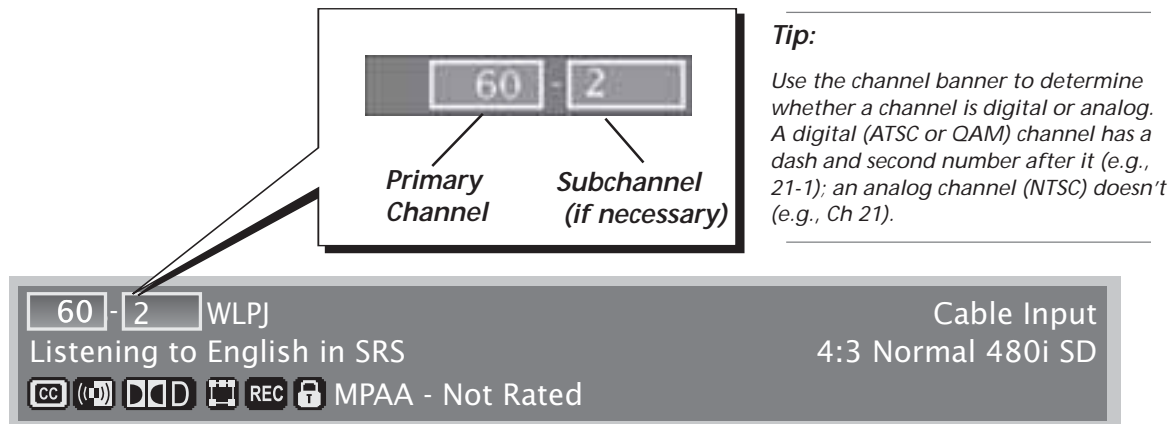 60 - 2
Primary
Channel
Subchannel
(if necessary)
Tip:
Use the channel banner to determine
whether a channel is digital or analog.
A digital (ATSC or QAM) channel has a
dash and second number after it (e.g.,
21-1); an analog channel (NTSC) doesn't
(e.g., Ch 21).
60 - 2 WLPJ
Cable Input
Listening to English in SRS
4:3 Normal 480i SD
CC REC MPAA - Not Rated